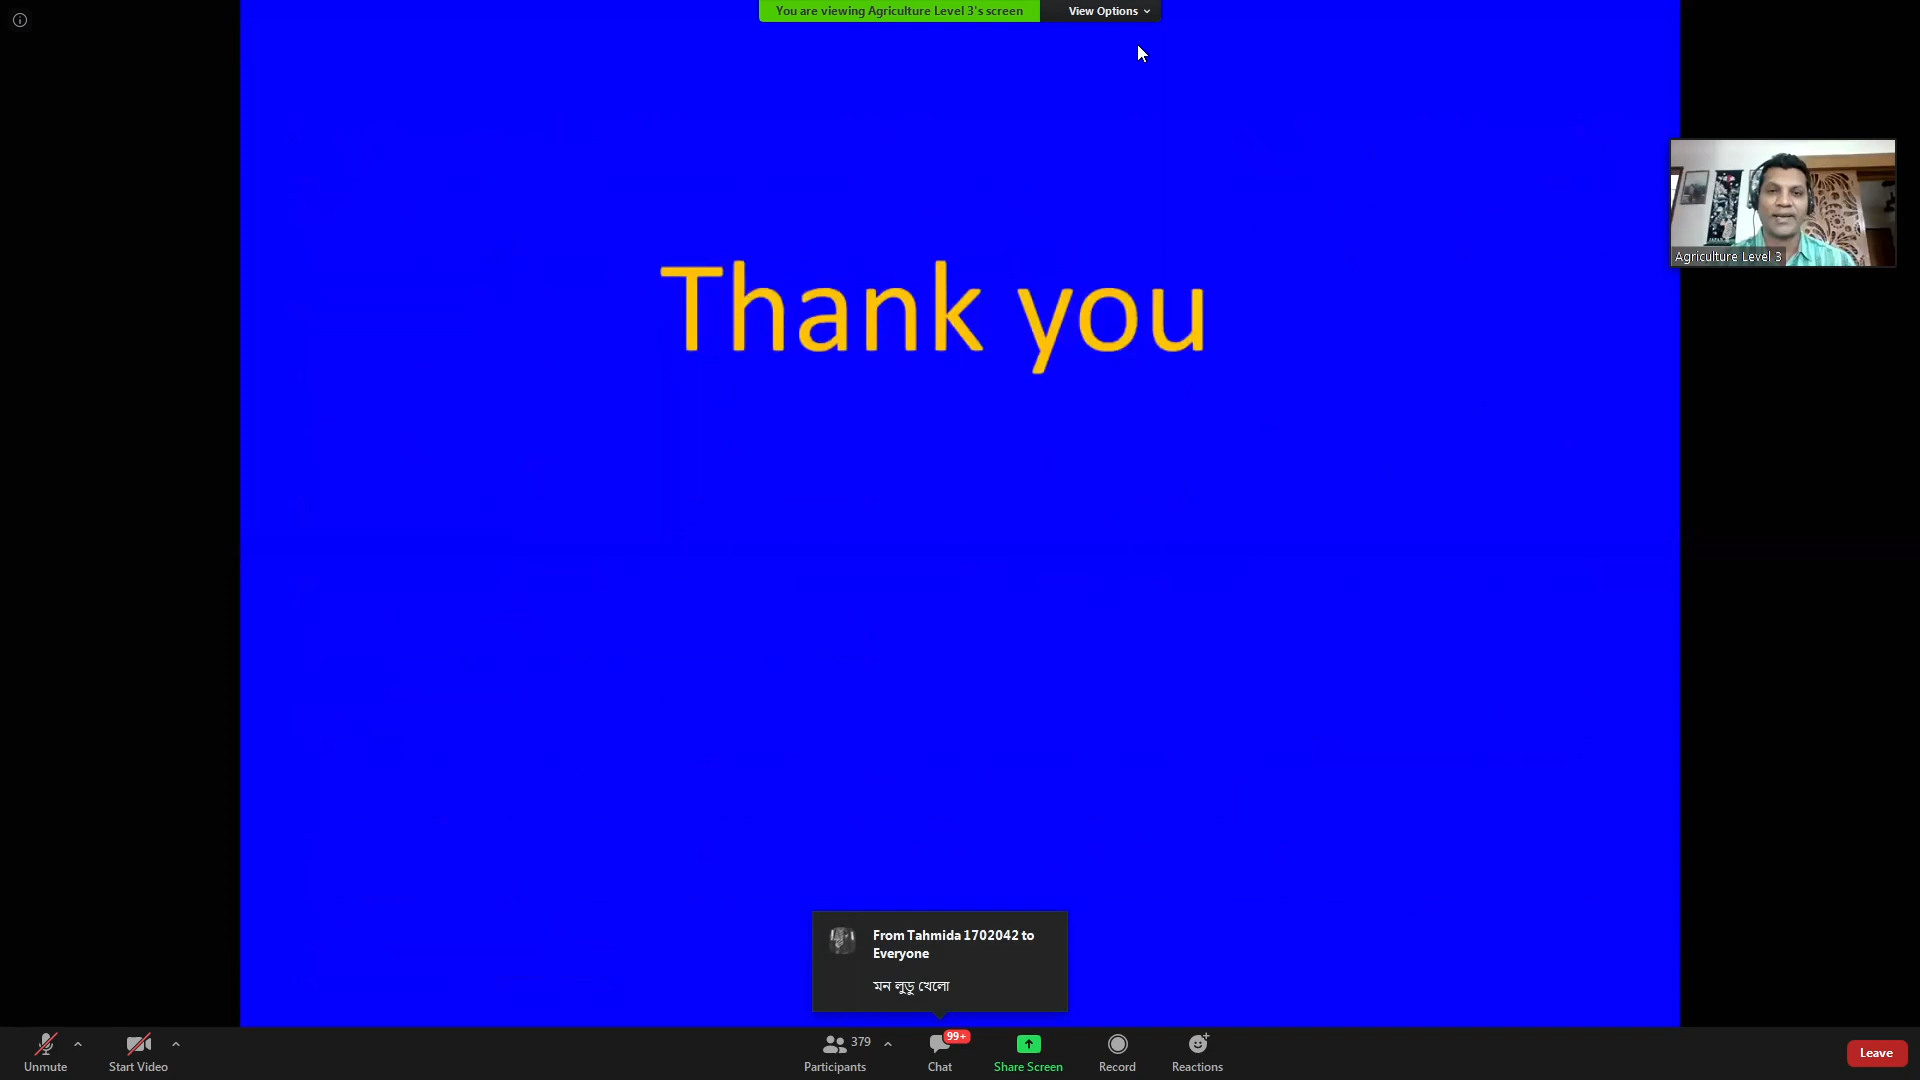 You are viewing Agriculture Level 3's screen
View Options
Thank you
Agriculture Level 3
From Tahmida 1702042 to
Everyone
মন লুডু খেলো
Unmute
Start Video
379
Participants
99+
Chat
Share Screen
Record
Reactions
Leave